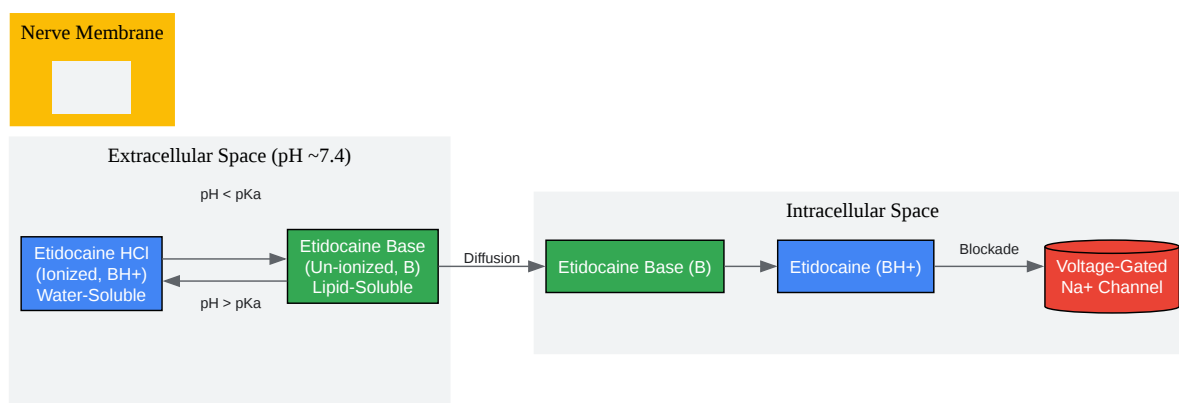 Nerve Membrane
Extracellular Space (pH ~7.4)
pH < pKa
Etidocaine HCl
(Ionized, BH+)
Water-Soluble
Etidocaine Base
(Un-ionized, B)
Lipid-Soluble
pH > pKa
Diffusion
Intracellular Space
Etidocaine Base (B)
Etidocaine (BH+)
Blockade
Voltage-Gated
Na+ Channel